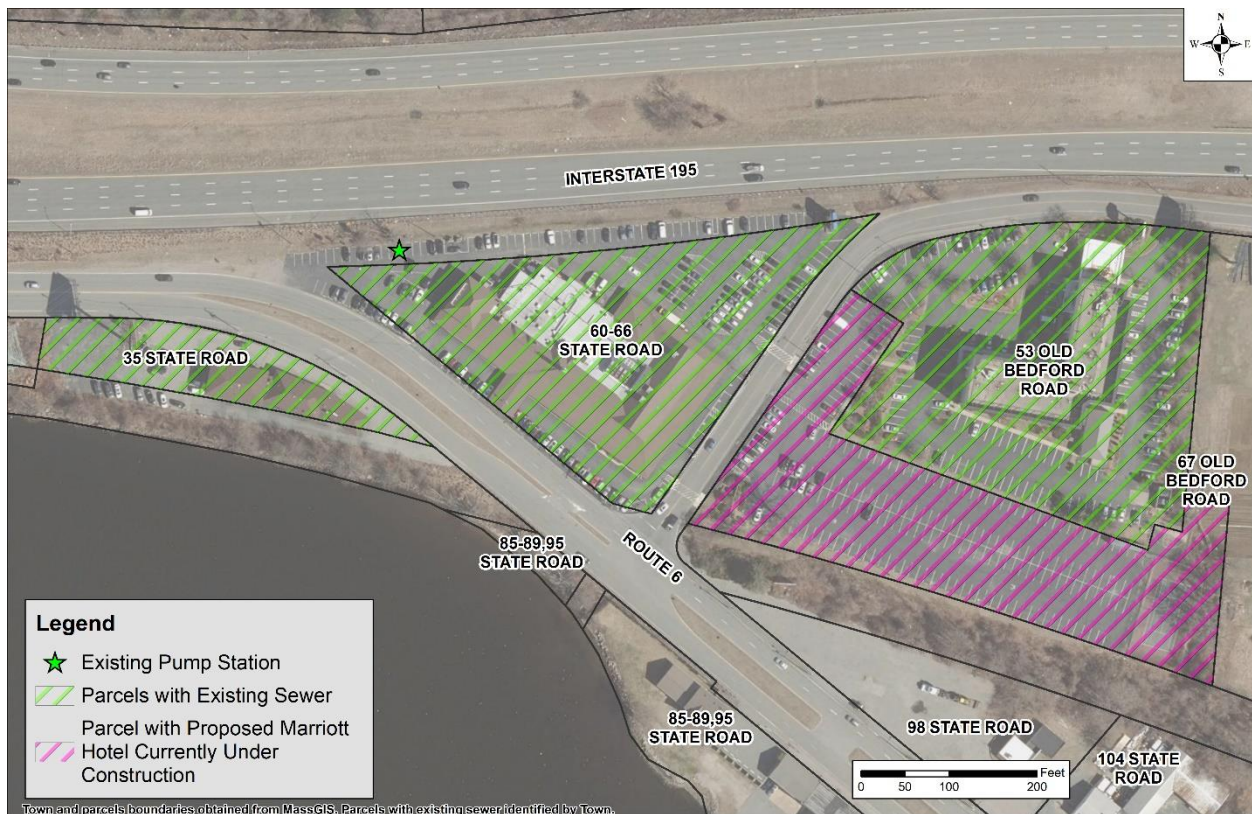 N
W E
S
INTERSTATE 195
60-66
STATE ROAD
35 STATE ROAD
53 OLD
BEDFORD
ROAD
67 OLD
BEDFORD
ROAD
85-89,95
STATE ROAD
ROUTE 6
85-89,95
STATE ROAD
98 STATE ROAD
104 STATE
ROAD
Legend
Existing Pump Station
Parcels with Existing Sewer
Parcel with Proposed Marriott
Hotel Currently Under
Construction
Feet
0 50 100 200
Town and parcels boundaries obtained from MassGIS. Parcels with existing sewer identified by Town.